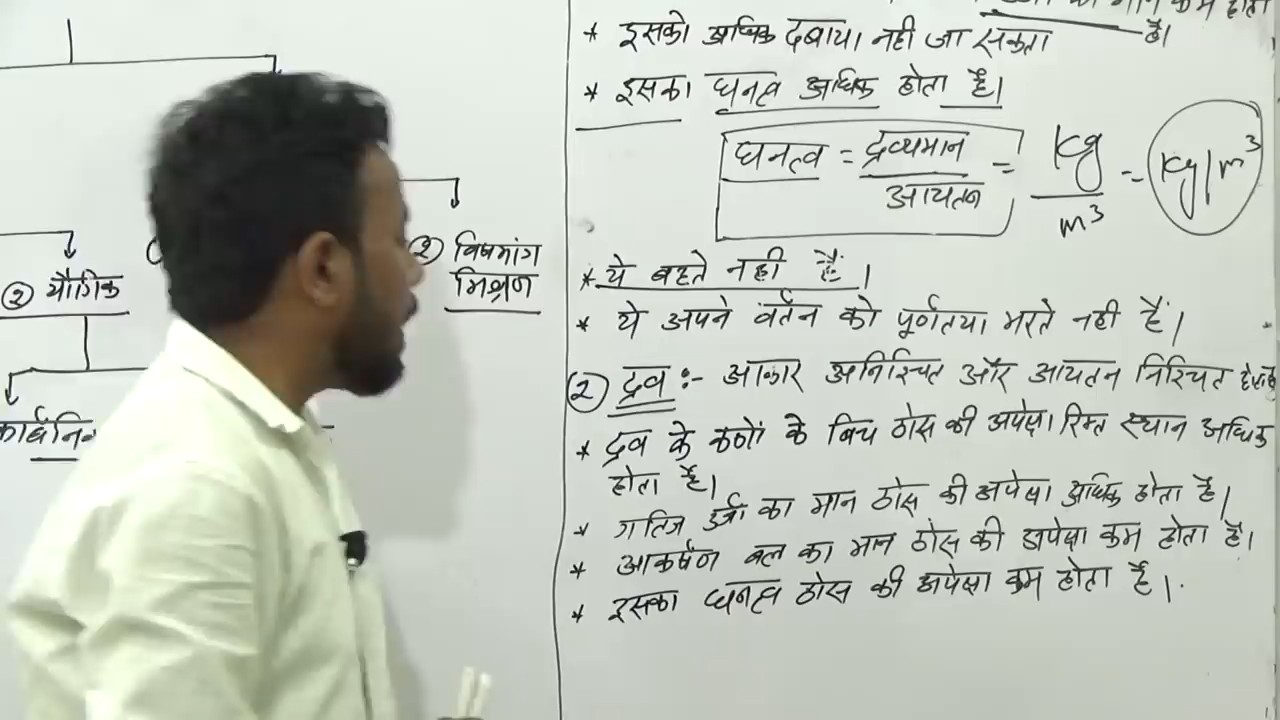 का मान कम होता
है।
* इसको अधिक दबाया नही जा सकता
* इसका घनत्व अधिक होता है।
घनत्व = द्रव्यमान / आयतन = kg / m³ = kg/m³
* ये बहते नही है।
* ये अपने बर्तन को पूर्णतया भरते नही हैं।
② द्रव :- आकार अनिश्चित और आयतन निश्चित
* द्रव के कणों के बिच ठोस की अपेक्षा रिक्त स्थान अधिक
होता है।
* गतिज उर्जा का मान ठोस की अपेक्षा अधिक होता है।
* आकर्षण बल का मान ठोस की अपेक्षा कम होता है।
* इसका घनत्व ठोस की अपेक्षा कम होता है।
② यौगिक
② विषमांग
मिश्रण